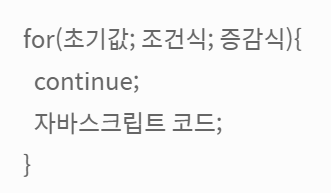 for(초기값; 조건식; 증감식){
  continue;
  자바스크립트 코드;
}